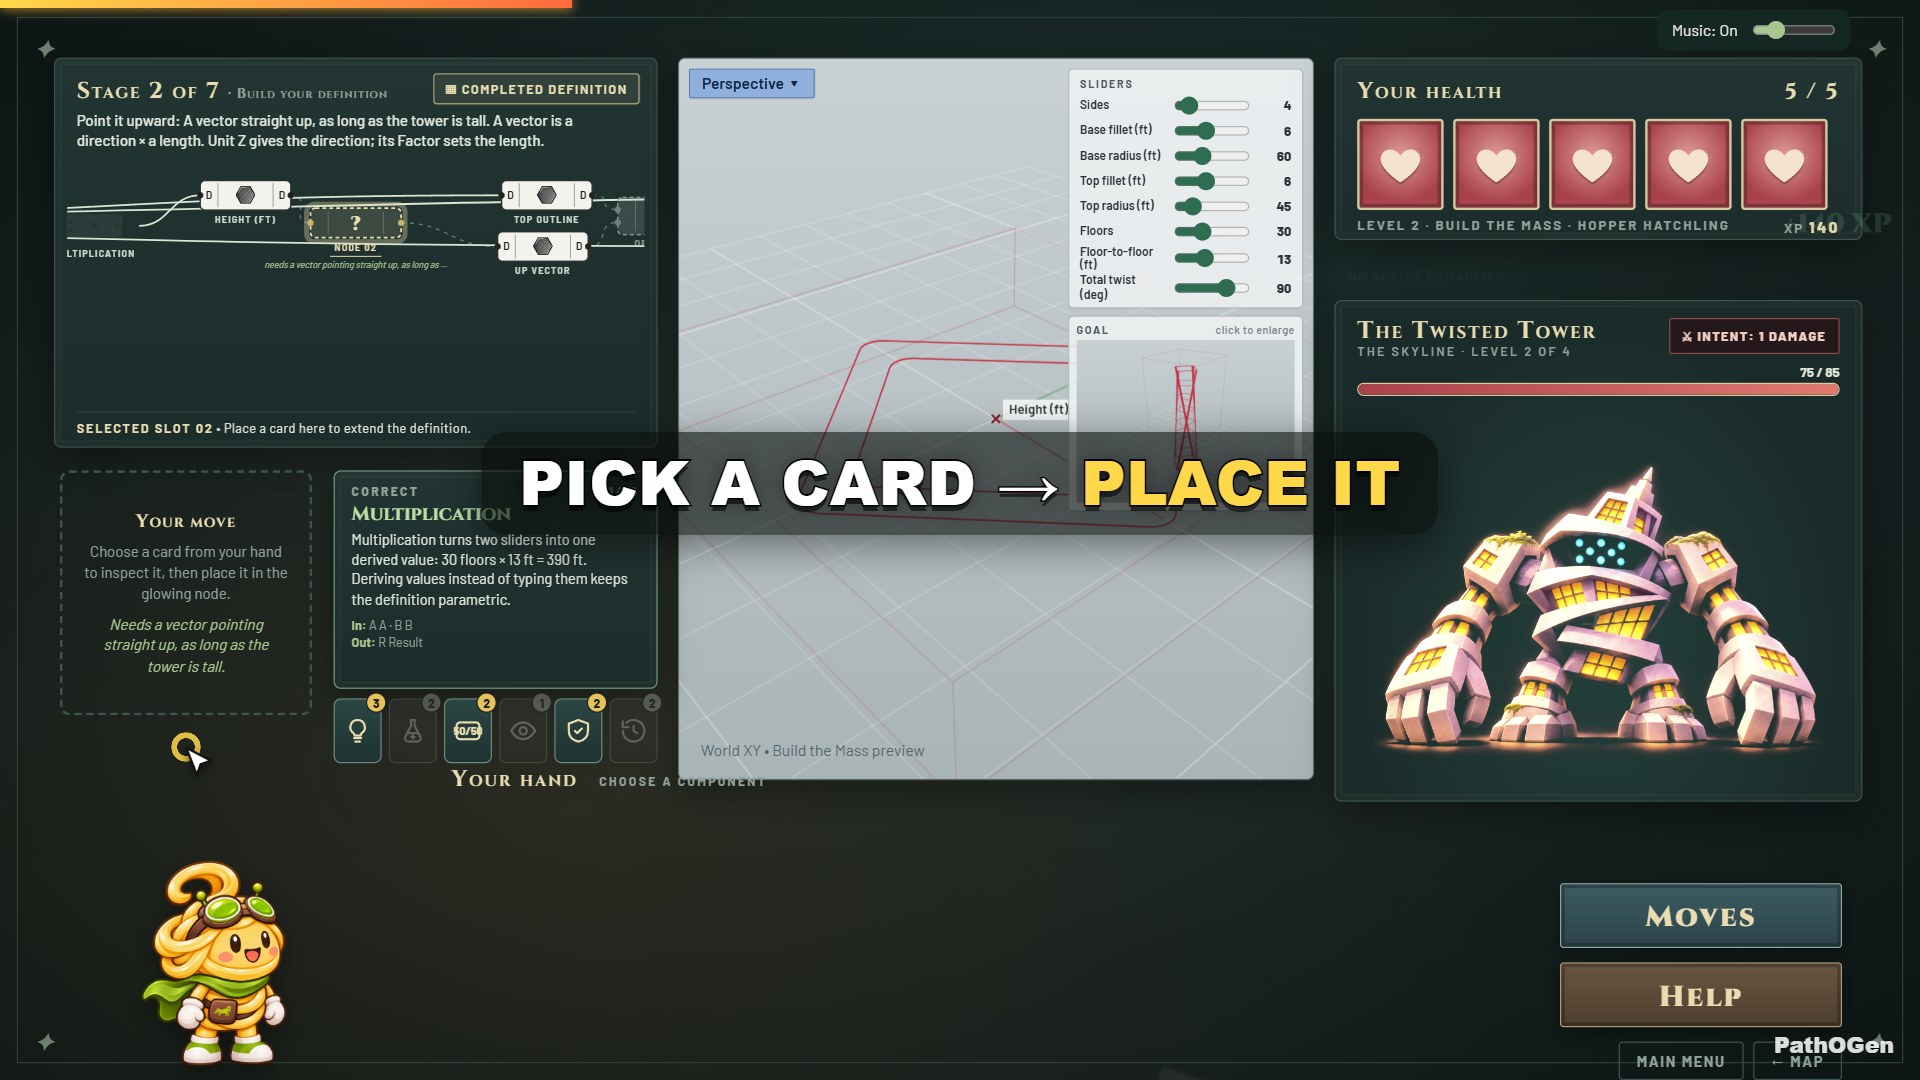 Music: On
Stage 2 of 7 · Build your definition
COMPLETED DEFINITION
Point it upward: A vector straight up, as long as the tower is tall. A vector is a
direction × a length. Unit Z gives the direction; its Factor sets the length.
D D
HEIGHT (FT)
?
NODE 02
needs a vector pointing straight up, as long as ...
D D
TOP OUTLINE
D D
UP VECTOR
LTIPLICATION
SELECTED SLOT 02 • Place a card here to extend the definition.
Your move
Choose a card from your hand
to inspect it, then place it in the
glowing node.
Needs a vector pointing
straight up, as long as the
tower is tall.
CORRECT
Multiplication
Multiplication turns two sliders into one
derived value: 30 floors × 13 ft = 390 ft.
Deriving values instead of typing them keeps
the definition parametric.
In: A A · B B
Out: R Result
3
2
2
50/50
1
2
2
Your hand CHOOSE A COMPONENT
Perspective ▼
SLIDERS
Sides 4
Base fillet (ft) 6
Base radius (ft) 60
Top fillet (ft) 6
Top radius (ft) 45
Floors 30
Floor-to-floor
(ft) 13
Total twist
(deg) 90
GOAL click to enlarge
Height (ft)
PICK A CARD → PLACE IT
World XY • Build the Mass preview
Your health 5 / 5
LEVEL 2 · BUILD THE MASS · HOPPER HATCHLING
XP 140
+140 XP
NO ACTIVE PENALTIES
The Twisted Tower
THE SKYLINE · LEVEL 2 OF 4
INTENT: 1 DAMAGE
75 / 85
Moves
Help
MAIN MENU
← MAP
PathOGen